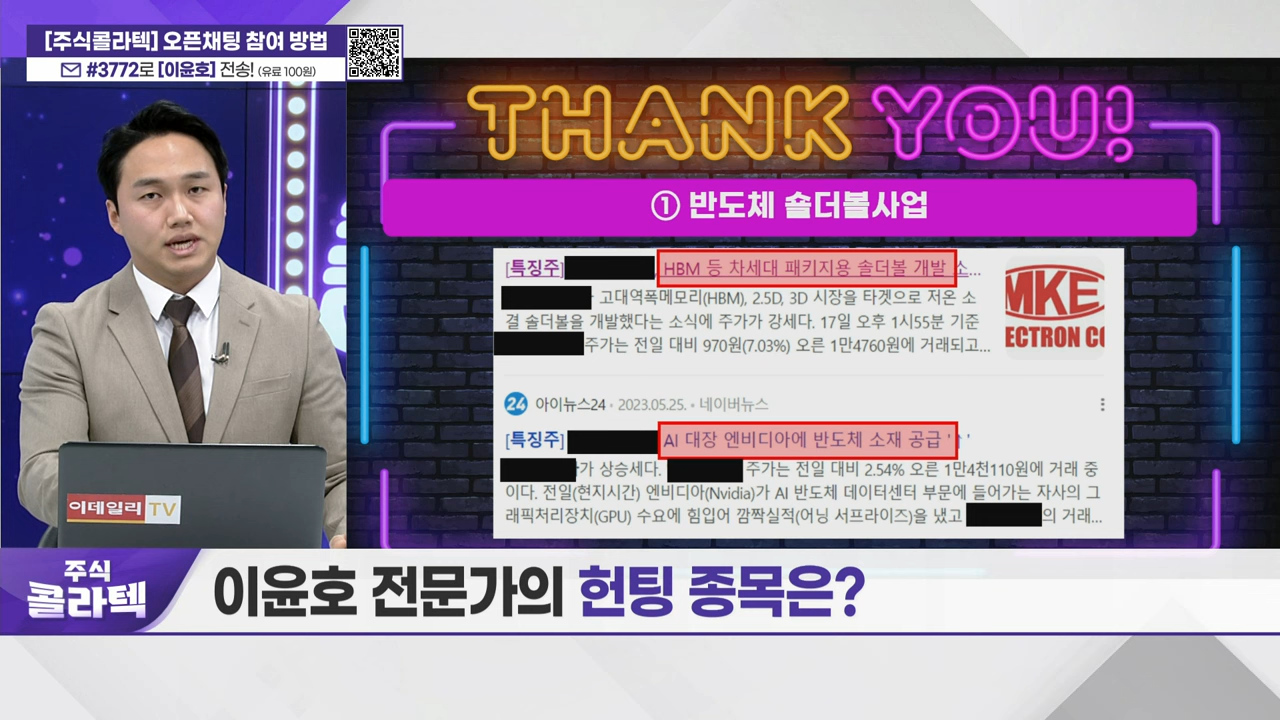 [주식콜라텍] 오픈채팅 참여 방법
#3772로 [이윤호] 전송! (유료 100원)
THANK YOU!
① 반도체 솔더볼사업
[특징주] HBM 등 차세대 패키지용 솔더볼 개발 소...
고대역폭메모리(HBM), 2.5D, 3D 시장을 타겟으로 저온 소
결 솔더볼을 개발했다는 소식에 주가가 강세다. 17일 오후 1시55분 기준
주가는 전일 대비 970원(7.03%) 오른 1만4760원에 거래되고...
MKE
ECTRON CO
24 아이뉴스24 · 2023.05.25. · 네이버뉴스
[특징주] AI 대장 엔비디아에 반도체 소재 공급 '↑'
가 상승세다. 주가는 전일 대비 2.54% 오른 1만4천110원에 거래 중
이다. 전일(현지시간) 엔비디아(Nvidia)가 AI 반도체 데이터센터 부문에 들어가는 자사의 그
래픽처리장치(GPU) 수요에 힘입어 깜짝실적(어닝 서프라이즈)을 냈고 의 거래...
이데일리 TV
주식
콜라텍
이윤호 전문가의 헌팅 종목은?